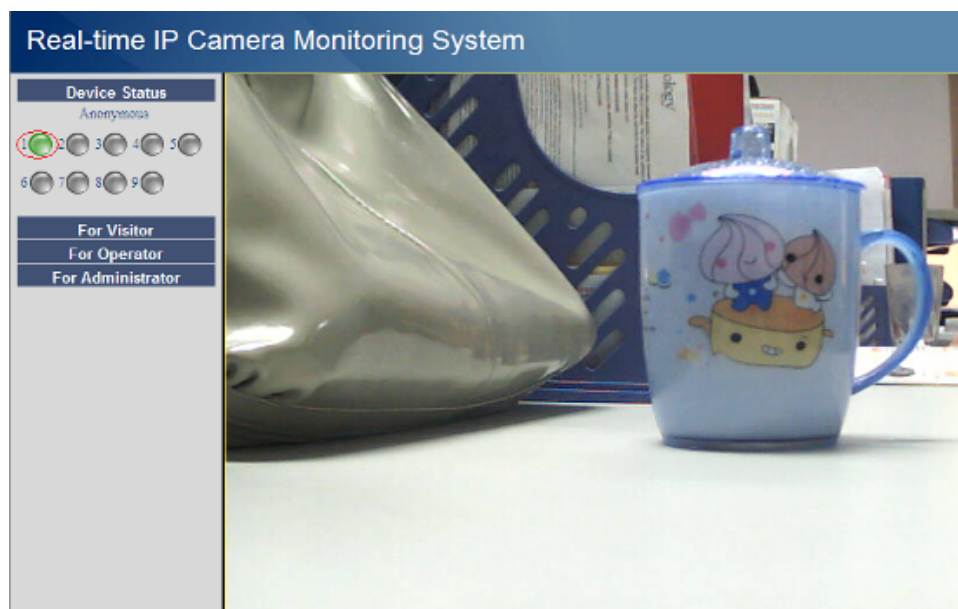 Real-time IP Camera Monitoring System
Device Status
Anonymous
1 2 3 4 5
6 7 8 9
For Visitor
For Operator
For Administrator
ology